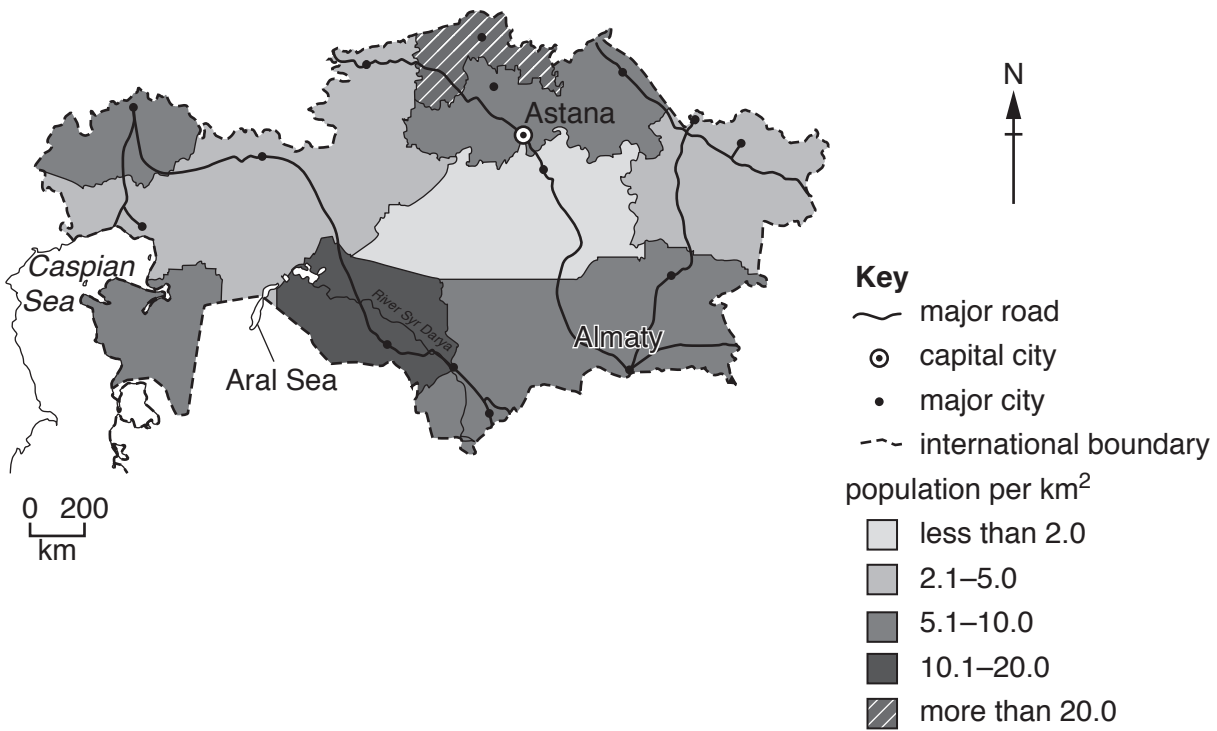 Astana
N
Caspian
Sea
River Syr Darya
Almaty
Aral Sea
0 200
km
Key
major road
capital city
major city
international boundary
population per km²
less than 2.0
2.1–5.0
5.1–10.0
10.1–20.0
more than 20.0